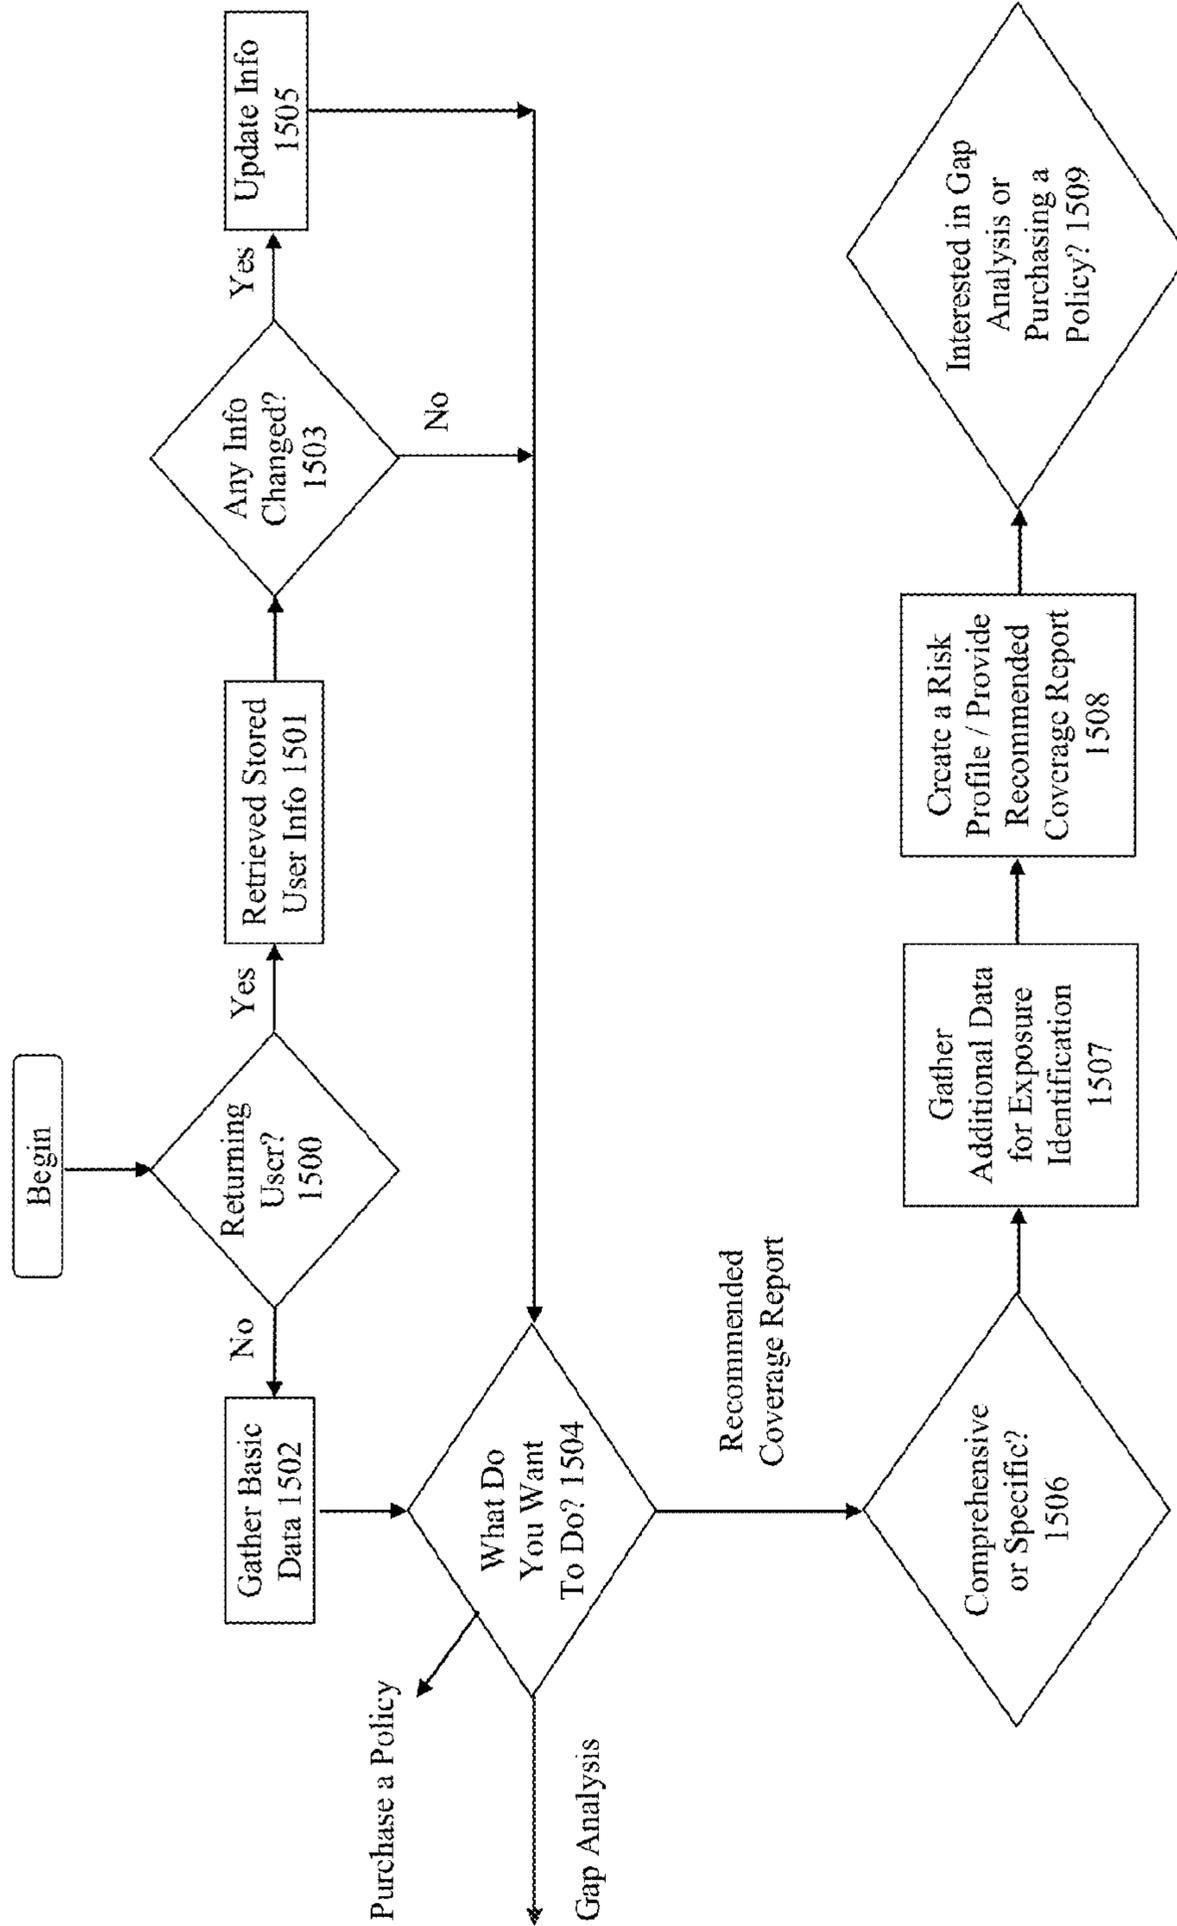 Begin
Returning
User?
1500
No
Yes
Gather Basic
Data 1502
Retrieved Stored
User Info 1501
Any Info
Changed?
1503
Yes
No
Update Info
1505
What Do
You Want
To Do? 1504
Purchase a Policy
Gap Analysis
Recommended
Coverage Report
Comprehensive
or Specific?
1506
Gather
Additional Data
for Exposure
Identification
1507
Create a Risk
Profile / Provide
Recommended
Coverage Report
1508
Interested in Gap
Analysis or
Purchasing a
Policy? 1509